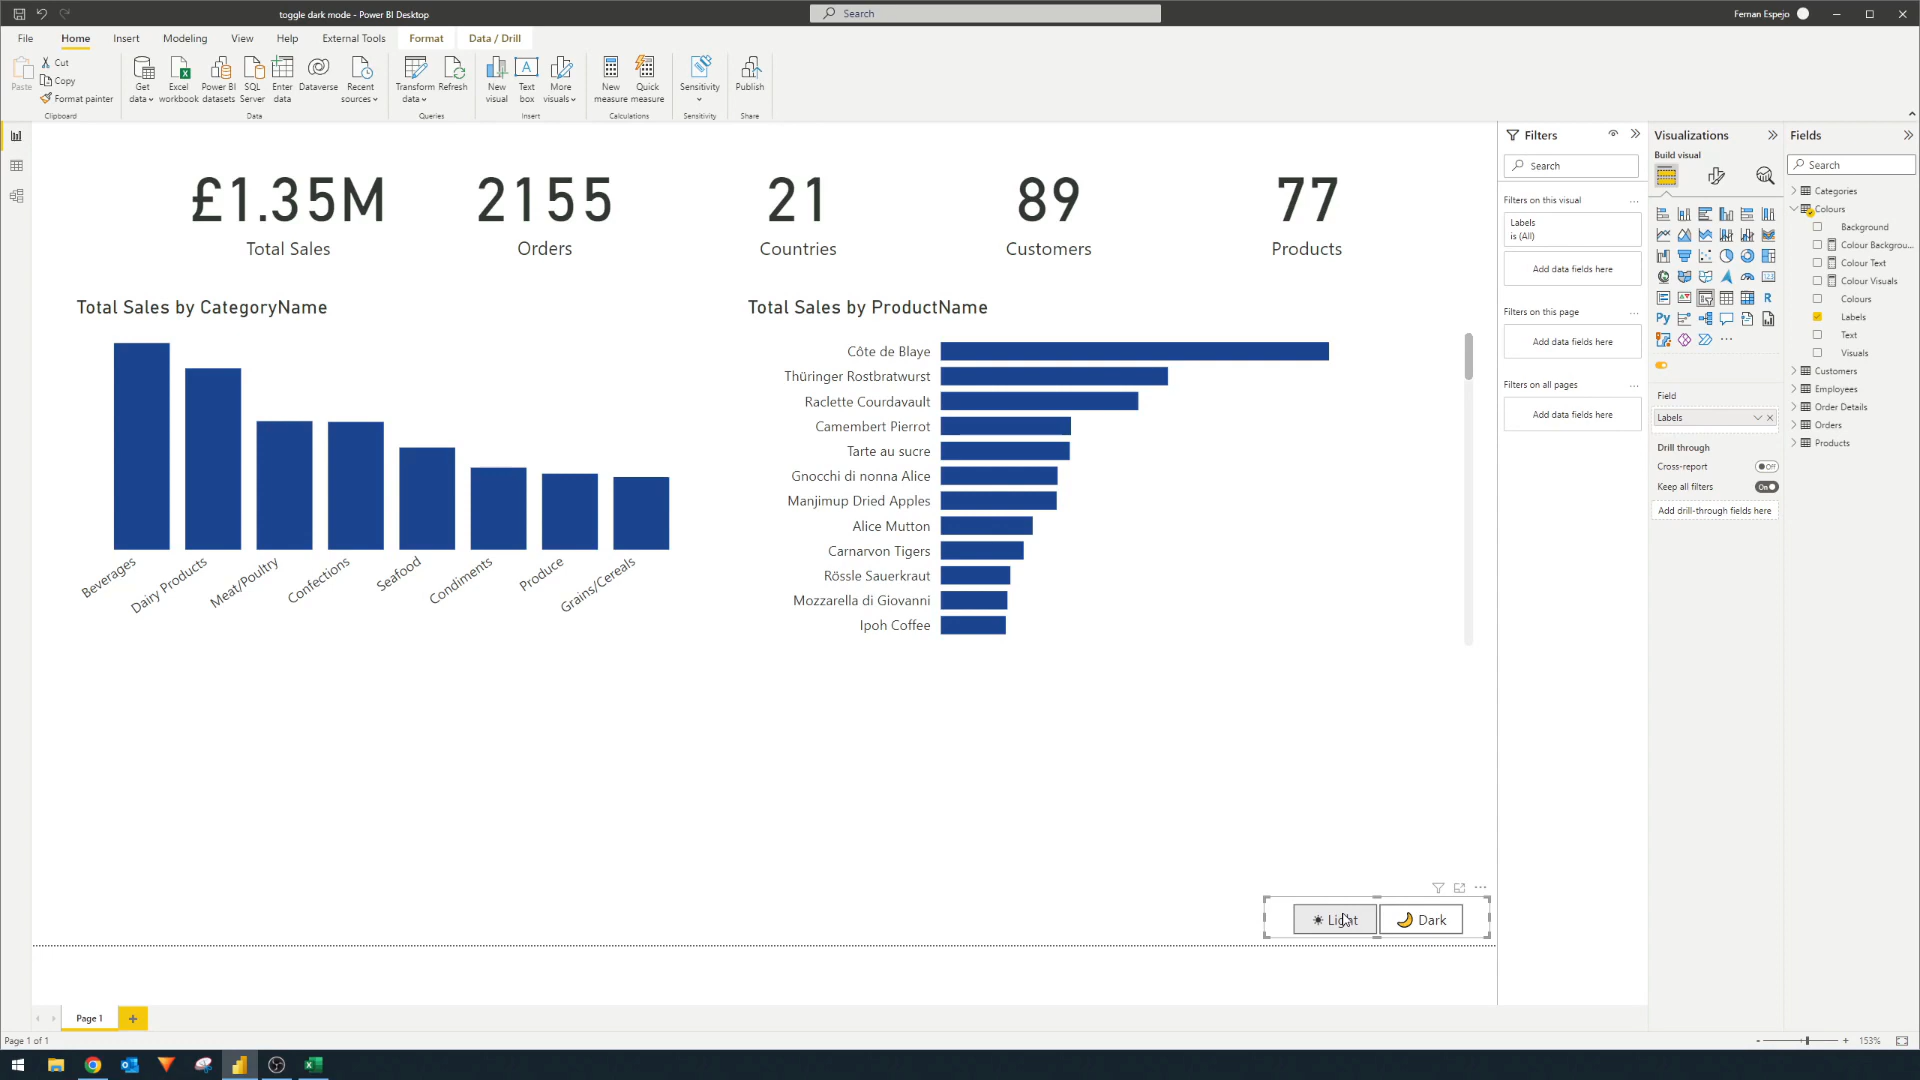 toggle dark mode - Power BI Desktop
Search
Fernan Espejo
File
Home
Insert
Modeling
View
Help
External Tools
Format
Data / Drill
Paste
Cut
Copy
Format painter
Clipboard
Get data
Excel workbook
Power BI datasets
SQL Server
Enter data
Dataverse
Recent sources
Data
Transform data
Refresh
Queries
New visual
Text box
More visuals
Insert
New measure
Quick measure
Calculations
Sensitivity
Sensitivity
Publish
Share
£1.35M
Total Sales
2155
Orders
21
Countries
89
Customers
77
Products
Total Sales by CategoryName
Beverages
Dairy Products
Meat/Poultry
Confections
Seafood
Condiments
Produce
Grains/Cereals
Total Sales by ProductName
Côte de Blaye
Thüringer Rostbratwurst
Raclette Courdavault
Camembert Pierrot
Tarte au sucre
Gnocchi di nonna Alice
Manjimup Dried Apples
Alice Mutton
Carnarvon Tigers
Rössle Sauerkraut
Mozzarella di Giovanni
Ipoh Coffee
Light
Dark
Filters
Search
Filters on this visual
Labels
is (All)
Add data fields here
Filters on this page
Add data fields here
Filters on all pages
Add data fields here
Visualizations
Build visual
R
Py
Field
Labels
Drill through
Cross-report
Off
Keep all filters
On
Add drill-through fields here
Fields
Search
Categories
Colours
Background
Colour Backgrou...
Colour Text
Colour Visuals
Colours
Labels
Text
Visuals
Customers
Employees
Order Details
Orders
Products
Page 1
Page 1 of 1
153%